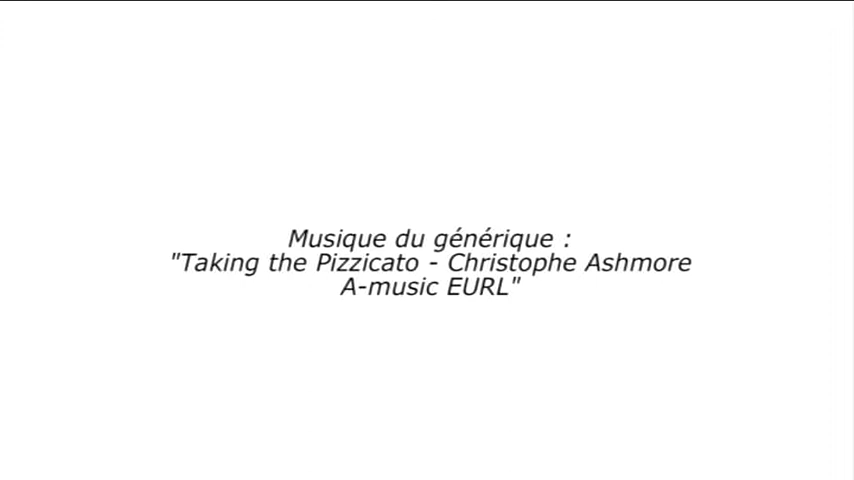 Musique du générique :
"Taking the Pizzicato - Christophe Ashmore
A-music EURL"